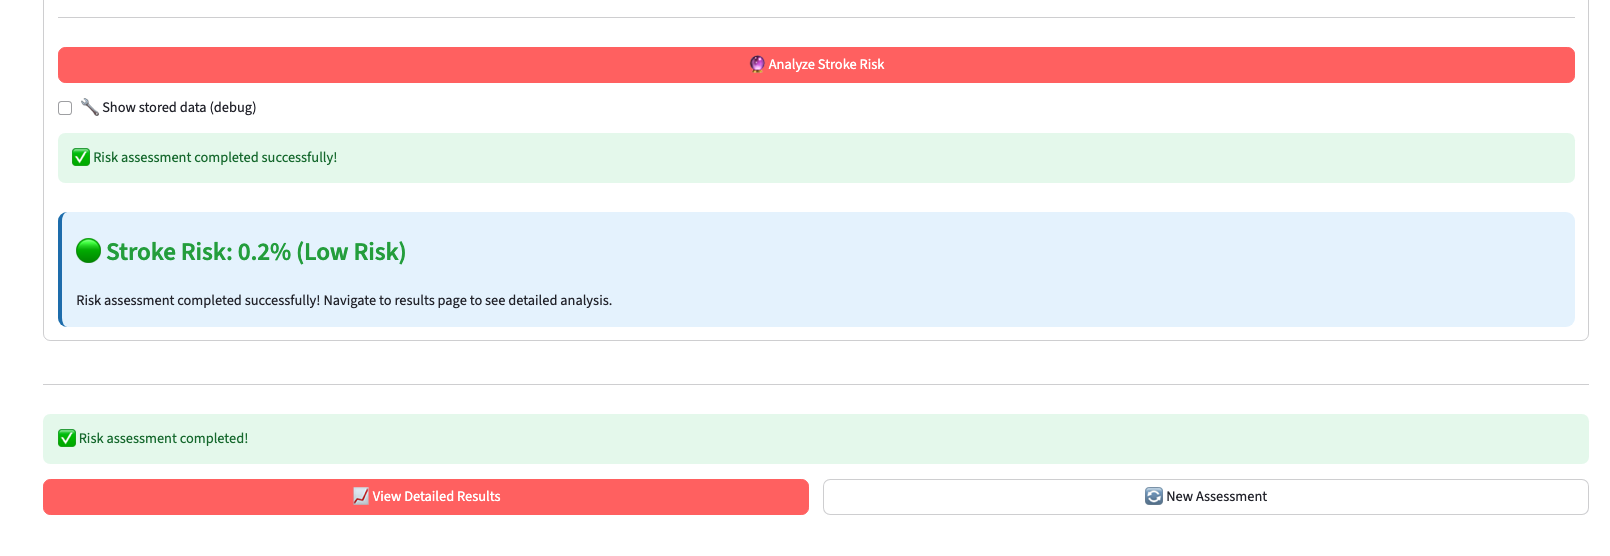 🔮 Analyze Stroke Risk
🔧 Show stored data (debug)
✅ Risk assessment completed successfully!
🟢 Stroke Risk: 0.2% (Low Risk)
Risk assessment completed successfully! Navigate to results page to see detailed analysis.
✅ Risk assessment completed!
📈 View Detailed Results
🔄 New Assessment